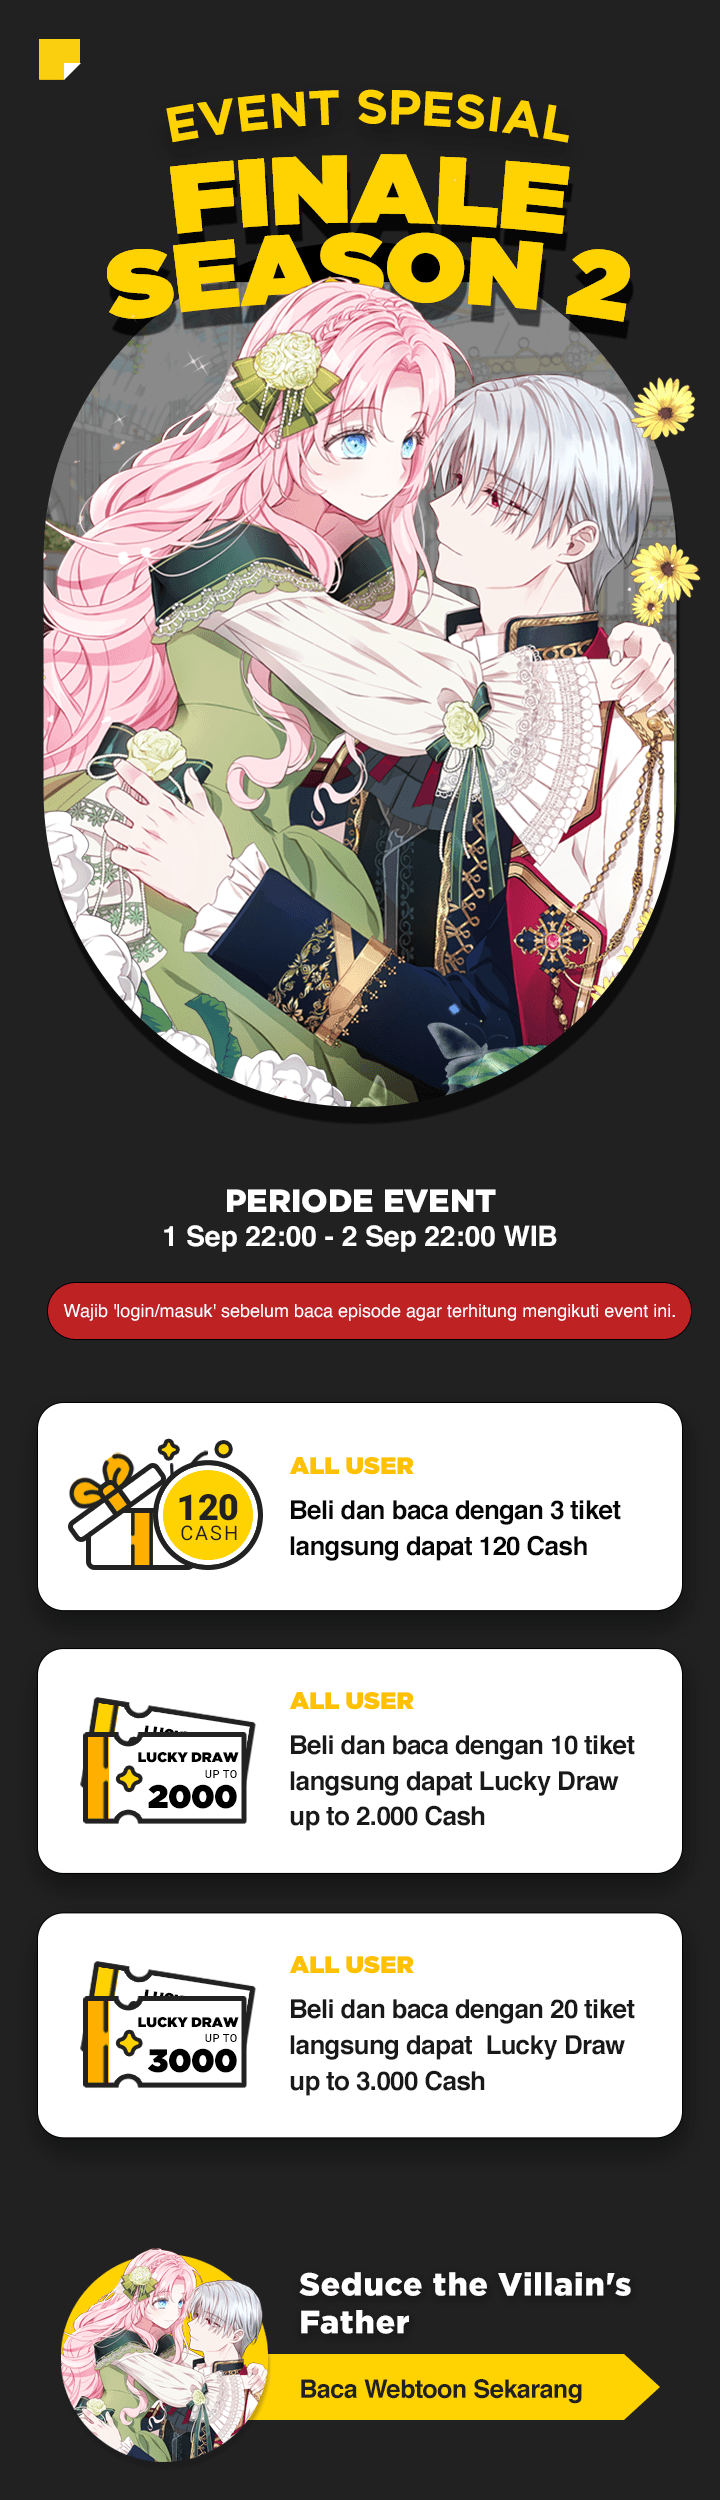 EVENT SPESIAL
FINALE
SEASON 2
PERIODE EVENT
1 Sep 22:00 - 2 Sep 22:00 WIB
Wajib 'login/masuk' sebelum baca episode agar terhitung mengikuti event ini.
120
CASH
ALL USER
Beli dan baca dengan 3 tiket
langsung dapat 120 Cash
LUCKY DRAW
UP TO
2000
ALL USER
Beli dan baca dengan 10 tiket
langsung dapat Lucky Draw
up to 2.000 Cash
LUCKY DRAW
UP TO
3000
ALL USER
Beli dan baca dengan 20 tiket
langsung dapat  Lucky Draw
up to 3.000 Cash
Seduce the Villain's
Father
Baca Webtoon Sekarang